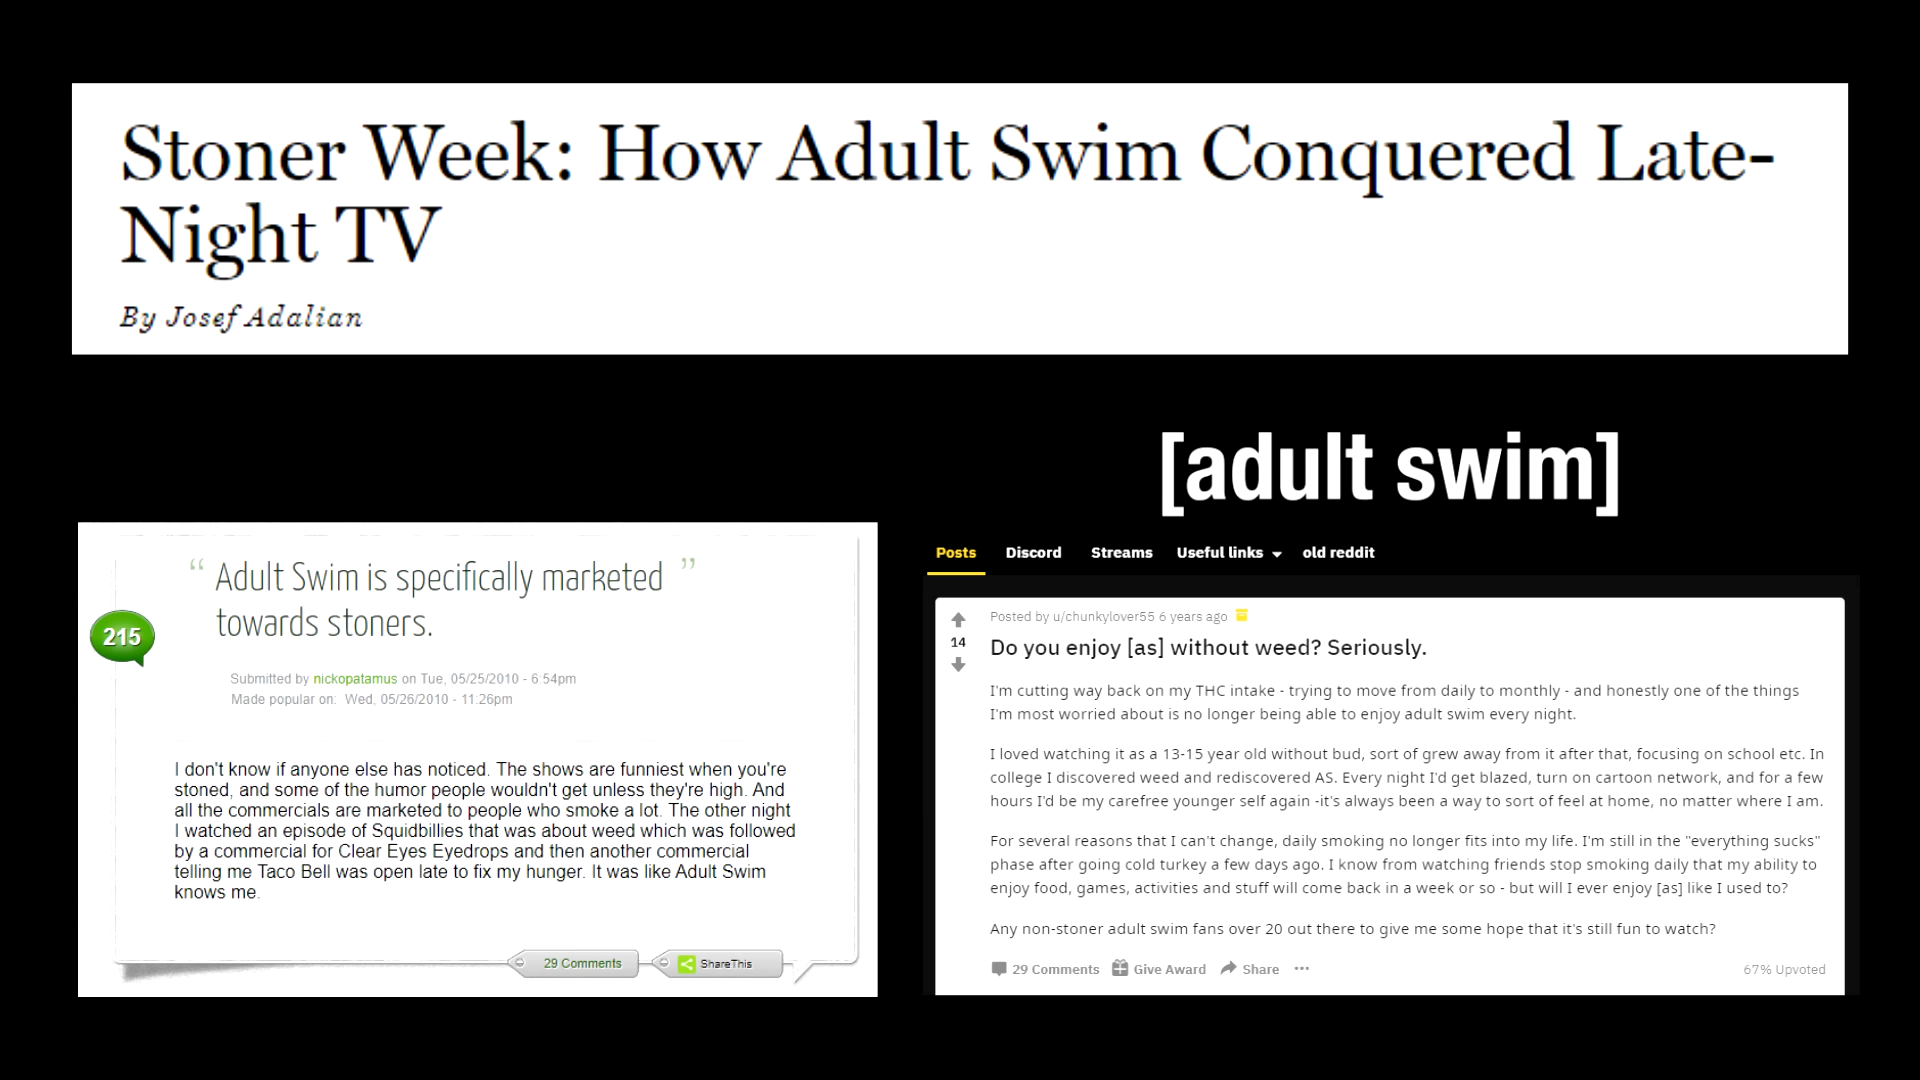 Stoner Week: How Adult Swim Conquered Late-
Night TV
By Josef Adalian
[adult swim]
“ Adult Swim is specifically marketed ”
towards stoners.
215
Submitted by nickopatamus on Tue, 05/25/2010 - 6:54pm
Made popular on: Wed, 05/26/2010 - 11:26pm
I don't know if anyone else has noticed. The shows are funniest when you're
stoned, and some of the humor people wouldn't get unless they're high. And
all the commercials are marketed to people who smoke a lot. The other night
I watched an episode of Squidbillies that was about weed which was followed
by a commercial for Clear Eyes Eyedrops and then another commercial
telling me Taco Bell was open late to fix my hunger. It was like Adult Swim
knows me.
29 Comments ShareThis
Posts Discord Streams Useful links old reddit
Posted by u/chunkylover55 6 years ago
14
Do you enjoy [as] without weed? Seriously.
I'm cutting way back on my THC intake - trying to move from daily to monthly - and honestly one of the things
I'm most worried about is no longer being able to enjoy adult swim every night.
I loved watching it as a 13-15 year old without bud, sort of grew away from it after that, focusing on school etc. In
college I discovered weed and rediscovered AS. Every night I'd get blazed, turn on cartoon network, and for a few
hours I'd be my carefree younger self again -it's always been a way to sort of feel at home, no matter where I am.
For several reasons that I can't change, daily smoking no longer fits into my life. I'm still in the "everything sucks"
phase after going cold turkey a few days ago. I know from watching friends stop smoking daily that my ability to
enjoy food, games, activities and stuff will come back in a week or so - but will I ever enjoy [as] like I used to?
Any non-stoner adult swim fans over 20 out there to give me some hope that it's still fun to watch?
29 Comments Give Award Share ··· 67% Upvoted